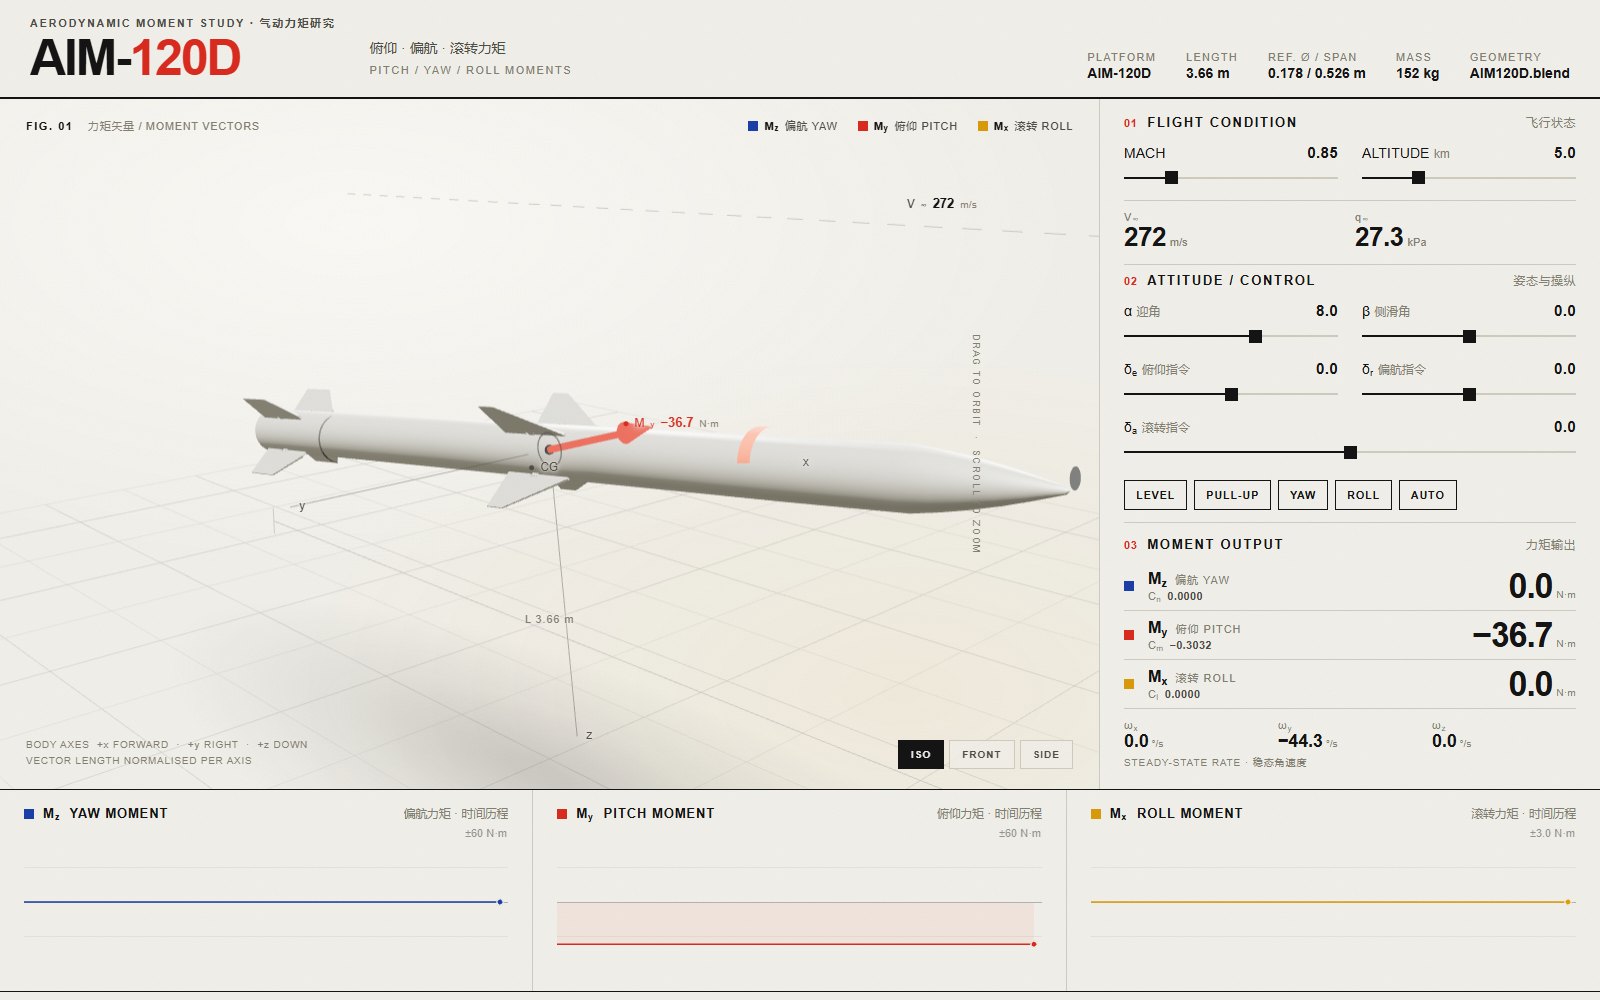 AERODYNAMIC MOMENT STUDY · 气动力矩研究
AIM-120D
俯仰 · 偏航 · 滚转力矩
PITCH / YAW / ROLL MOMENTS
PLATFORM LENGTH REF. Ø / SPAN MASS GEOMETRY
AIM-120D 3.66 m 0.178 / 0.526 m 152 kg AIM120D.blend
FIG. 01 力矩矢量 / MOMENT VECTORS
Mz 偏航 YAW My 俯仰 PITCH Mx 滚转 ROLL
V∞ 272 m/s
DRAG TO ORBIT · SCROLL TO ZOOM
My −36.7 N·m
CG
x
y
L 3.66 m
z
BODY AXES +x FORWARD · +y RIGHT · +z DOWN
VECTOR LENGTH NORMALISED PER AXIS
ISO FRONT SIDE
01 FLIGHT CONDITION 飞行状态
MACH 0.85 ALTITUDE km 5.0
V∞ q∞
272 m/s 27.3 kPa
02 ATTITUDE / CONTROL 姿态与操纵
α 迎角 8.0 β 侧滑角 0.0
δe 俯仰指令 0.0 δr 偏航指令 0.0
δa 滚转指令 0.0
LEVEL PULL-UP YAW ROLL AUTO
03 MOMENT OUTPUT 力矩输出
Mz 偏航 YAW 0.0 N·m
Cn 0.0000
My 俯仰 PITCH −36.7 N·m
Cm −0.3032
Mx 滚转 ROLL 0.0 N·m
Cl 0.0000
ωx ωy ωz
0.0 °/s −44.3 °/s 0.0 °/s
STEADY-STATE RATE · 稳态角速度
Mz YAW MOMENT 偏航力矩 · 时间历程
±60 N·m
My PITCH MOMENT 俯仰力矩 · 时间历程
±60 N·m
Mx ROLL MOMENT 滚转力矩 · 时间历程
±3.0 N·m